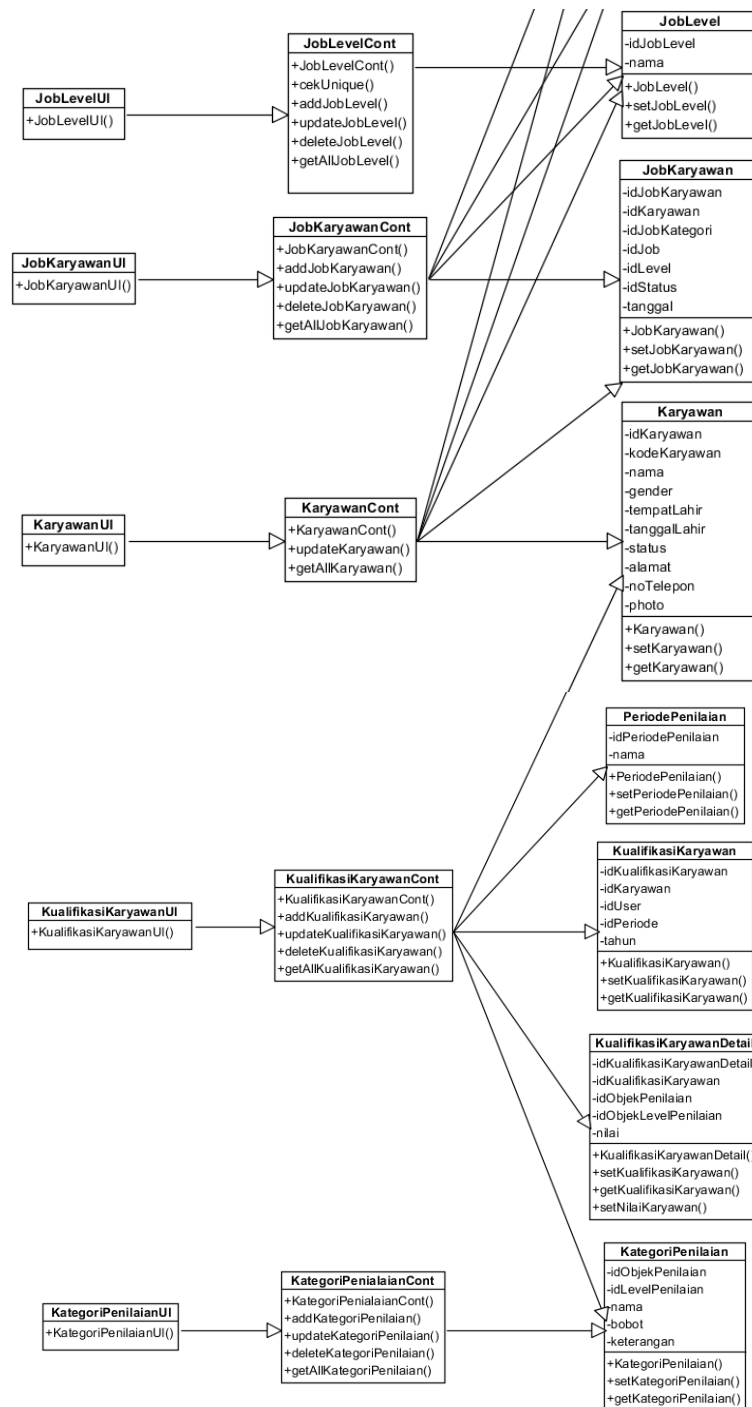 JobLevelUI
+JobLevelUI()
JobLevelCont
+JobLevelCont()
+cekUnique()
+addJobLevel()
+updateJobLevel()
+deleteJobLevel()
+getAllJobLevel()
JobLevel
-idJobLevel
-nama
+JobLevel()
+setJobLevel()
+getJobLevel()
JobKaryawanUI
+JobKaryawanUI()
JobKaryawanCont
+JobKaryawanCont()
+addJobKaryawan()
+updateJobKaryawan()
+deleteJobKaryawan()
+getAllJobKaryawan()
JobKaryawan
-idJobKaryawan
-idKaryawan
-idJobKategori
-idJob
-idLevel
-idStatus
-tanggal
+JobKaryawan()
+setJobKaryawan()
+getJobKaryawan()
KaryawanUI
+KaryawanUI()
KaryawanCont
+KaryawanCont()
+updateKaryawan()
+getAllKaryawan()
Karyawan
-idKaryawan
-kodeKaryawan
-nama
-gender
-tempatLahir
-tanggalLahir
-status
-alamat
-noTelepon
-photo
+Karyawan()
+setKaryawan()
+getKaryawan()
PeriodePenilaian
-idPeriodePenilaian
-nama
+PeriodePenilaian()
+setPeriodePenilaian()
+getPeriodePenilaian()
KualifikasiKaryawanUI
+KualifikasiKaryawanUI()
KualifikasiKaryawanCont
+KualifikasiKaryawanCont()
+addKualifikasiKaryawan()
+updateKualifikasiKaryawan()
+deleteKualifikasiKaryawan()
+getAllKualifikasiKaryawan()
KualifikasiKaryawan
-idKualifikasiKaryawan
-idKaryawan
-idUser
-idPeriode
-tahun
+KualifikasiKaryawan()
+setKualifikasiKaryawan()
+getKualifikasiKaryawan()
KualifikasiKaryawanDetail
-idKualifikasiKaryawanDetail
-idKualifikasiKaryawan
-idObjekPenilaian
-idObjekLevelPenilaian
-nilai
+KualifikasiKaryawanDetail()
+setKualifikasiKaryawan()
+getKualifikasiKaryawan()
+setNilaiKaryawan()
KategoriPenilaianUI
+KategoriPenilaianUI()
KategoriPenialaianCont
+KategoriPenialaianCont()
+addKategoriPenilaian()
+updateKategoriPenilaian()
+deleteKategoriPenilaian()
+getAllKategoriPenilaian()
KategoriPenilaian
-idObjekPenilaian
-idLevelPenilaian
-nama
-bobot
-keterangan
+KategoriPenilaian()
+setKategoriPenilaian()
+getKategoriPenilaian()